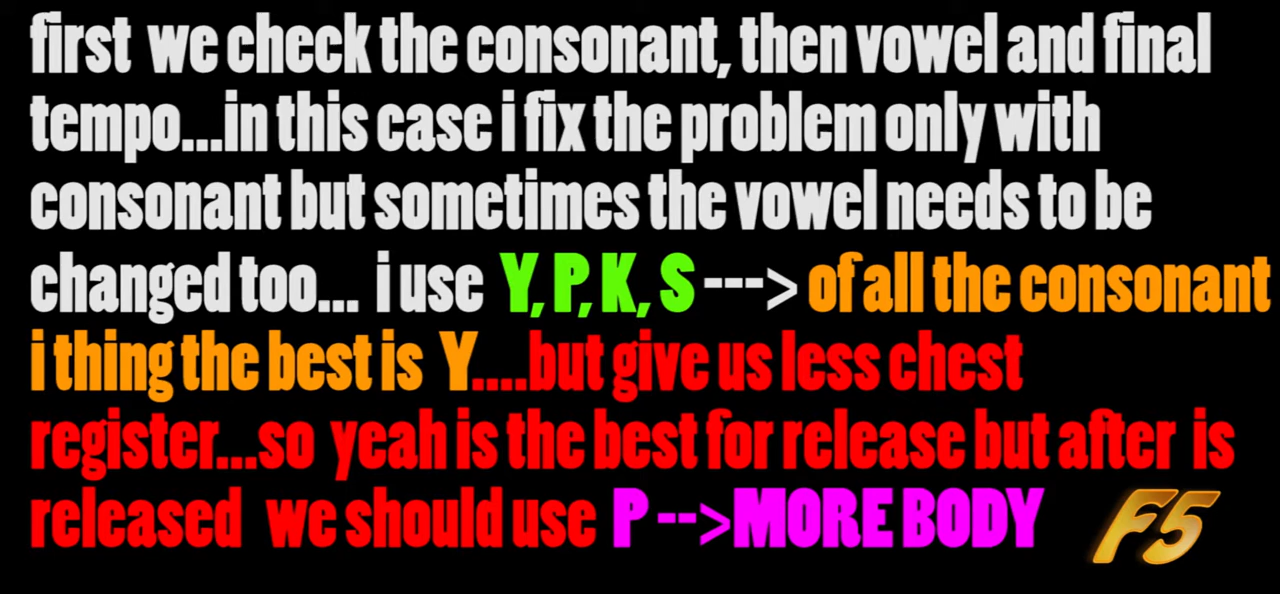 first we check the consonant, then vowel and final
tempo...in this case i fix the problem only with
consonant but sometimes the vowel needs to be
changed too... i use Y, P, K, S ---> of all the consonant
i thing the best is Y....but give us less chest
register...so yeah is the best for release but after is
released we should use P -->MORE BODY F5